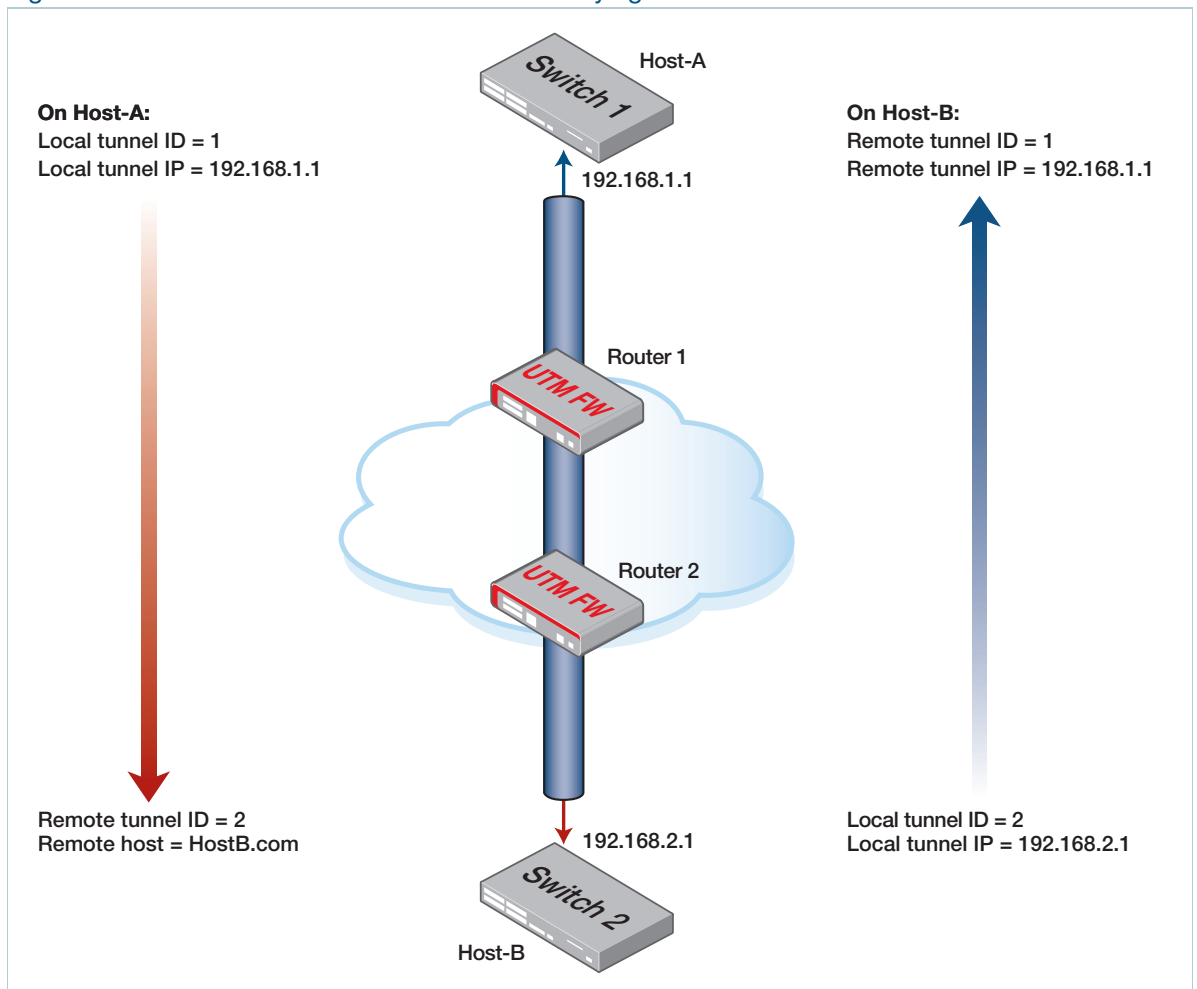 Host-A
Switch 1
On Host-A:
Local tunnel ID = 1
Local tunnel IP = 192.168.1.1
On Host-B:
Remote tunnel ID = 1
Remote tunnel IP = 192.168.1.1
192.168.1.1
Router 1
UTM FW
Router 2
UTM FW
Remote tunnel ID = 2
Remote host = HostB.com
192.168.2.1
Local tunnel ID = 2
Local tunnel IP = 192.168.2.1
Switch 2
Host-B